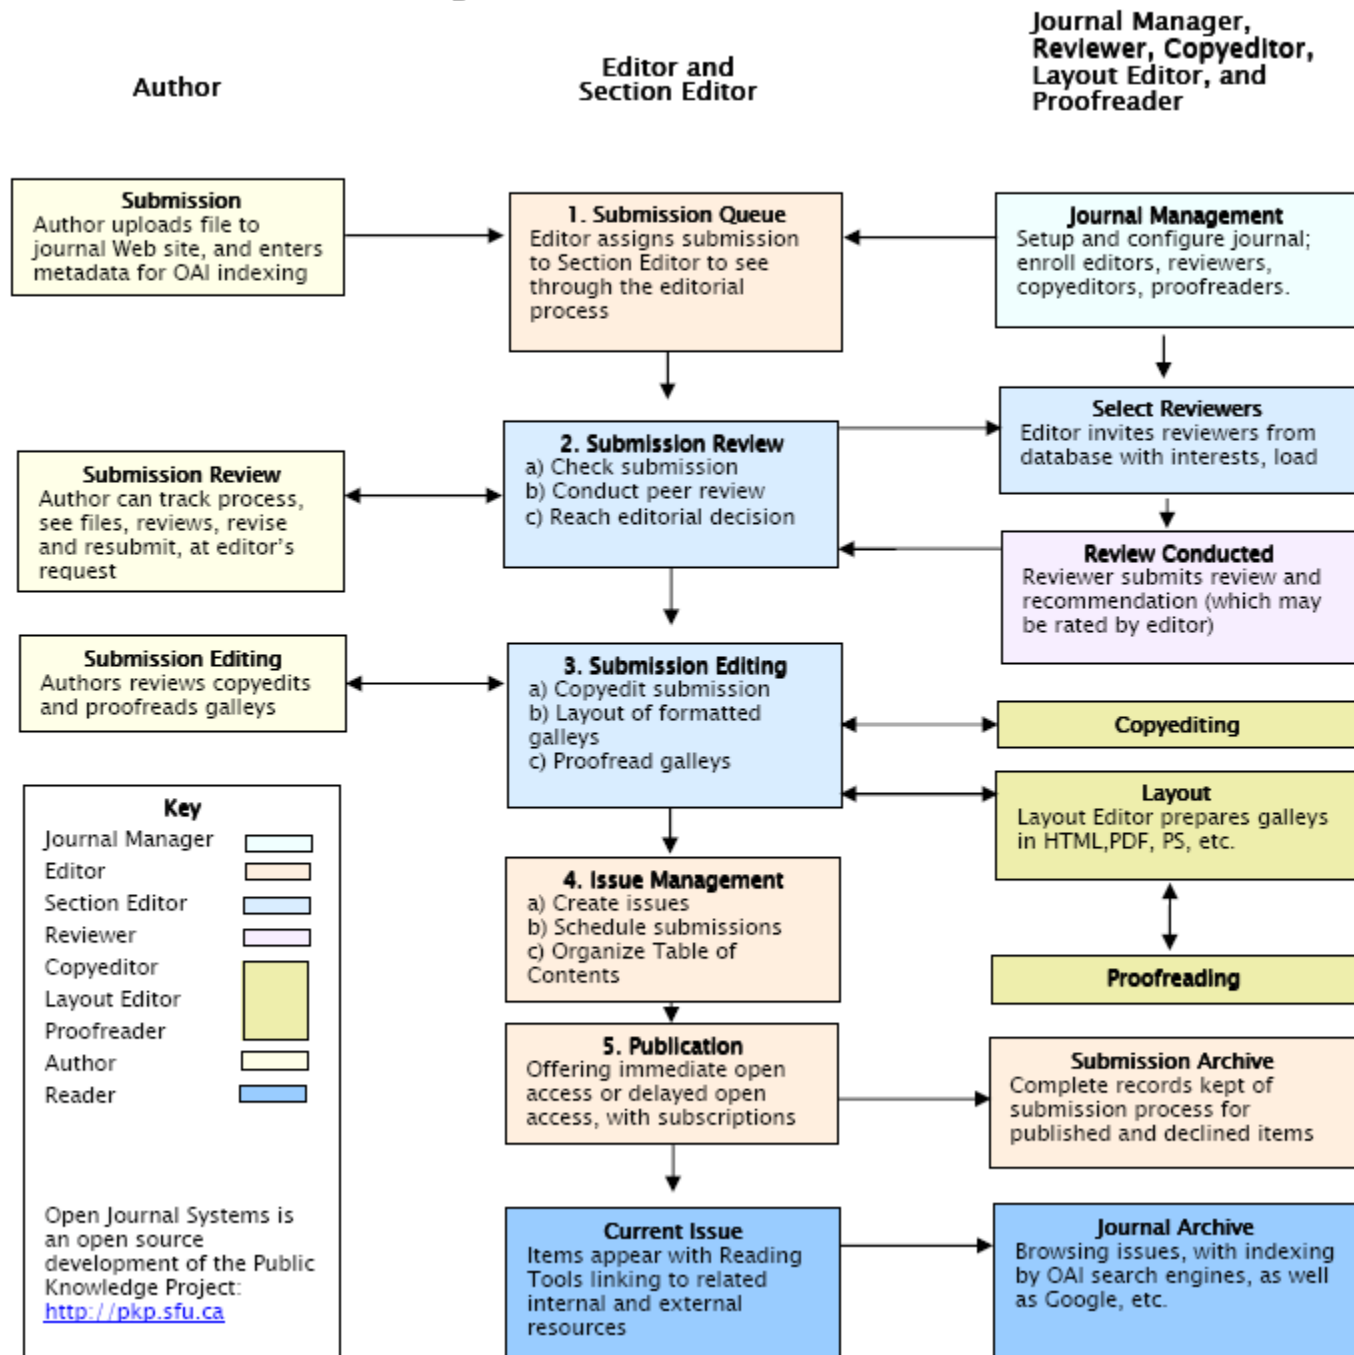 Author
Editor and
Section Editor
Journal Manager,
Reviewer, Copyeditor,
Layout Editor, and
Proofreader
Submission
Author uploads file to
journal Web site, and enters
metadata for OAI indexing
1. Submission Queue
Editor assigns submission
to Section Editor to see
through the editorial
process
Journal Management
Setup and configure journal;
enroll editors, reviewers,
copyeditors, proofreaders.
Submission Review
Author can track process,
see files, reviews, revise
and resubmit, at editor's
request
2. Submission Review
a) Check submission
b) Conduct peer review
c) Reach editorial decision
Select Reviewers
Editor invites reviewers from
database with interests, load
Review Conducted
Reviewer submits review and
recommendation (which may
be rated by editor)
Submission Editing
Authors reviews copyedits
and proofreads galleys
3. Submission Editing
a) Copyedit submission
b) Layout of formatted
galleys
c) Proofread galleys
Copyediting
Layout
Layout Editor prepares galleys
in HTML,PDF, PS, etc.
Proofreading
Key
Journal Manager
Editor
Section Editor
Reviewer
Copyeditor
Layout Editor
Proofreader
Author
Reader
Open Journal Systems is
an open source
development of the Public
Knowledge Project:
http://pkp.sfu.ca
4. Issue Management
a) Create issues
b) Schedule submissions
c) Organize Table of
Contents
5. Publication
Offering immediate open
access or delayed open
access, with subscriptions
Submission Archive
Complete records kept of
submission process for
published and declined items
Current Issue
Items appear with Reading
Tools linking to related
internal and external
resources
Journal Archive
Browsing issues, with indexing
by OAI search engines, as well
as Google, etc.